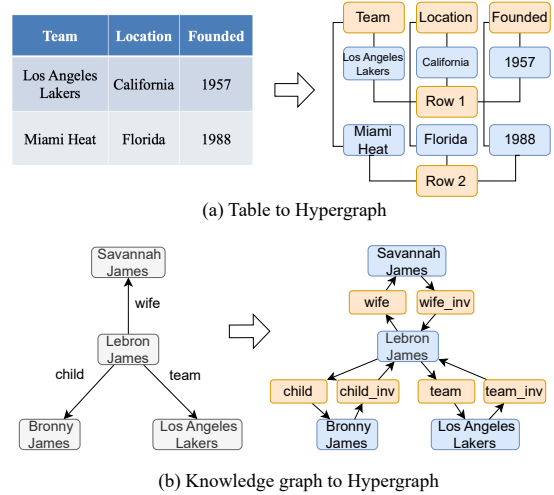 Team Location Founded
Los Angeles
Lakers
California
1957
Miami Heat
Florida
1988
Team
Location
Founded
Los Angeles
Lakers
California
1957
Row 1
Miami
Heat
Florida
1988
Row 2
(a) Table to Hypergraph
Savannah
James
wife
Lebron
James
child
team
Bronny
James
Los Angeles
Lakers
Savannah
James
wife
wife_inv
Lebron
James
child
child_inv
team
team_inv
Bronny
James
Los Angeles
Lakers
(b) Knowledge graph to Hypergraph